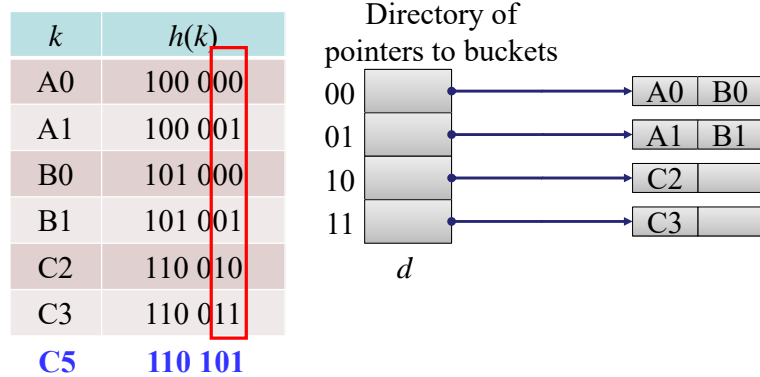 k h(k)
A0 100 000
A1 100 001
B0 101 000
B1 101 001
C2 110 010
C3 110 011
C5 110 101
Directory of
pointers to buckets
00 A0 B0
01 A1 B1
10 C2
11 C3
d